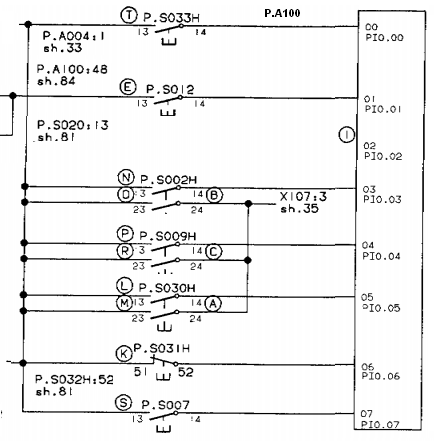 T P.S033H P.A100
13 14 00
PIO.00
P.A004:1
sh.33
P.A100:48
sh.84
E P.S012
13 14 01
PIO.01
P.S020:13
sh.81
I
02
PIO.02
N P.S002H
13 14 B 03
PIO.03
O
23 24
X107:3
sh.35
P P.S009H
13 14 C 04
PIO.04
R
23 24
L P.S030H
13 14 A 05
PIO.05
M
23 24
K P.S031H
51 52 06
PIO.06
P.S032H:52
sh.81
S P.S007
13 14 07
PIO.07